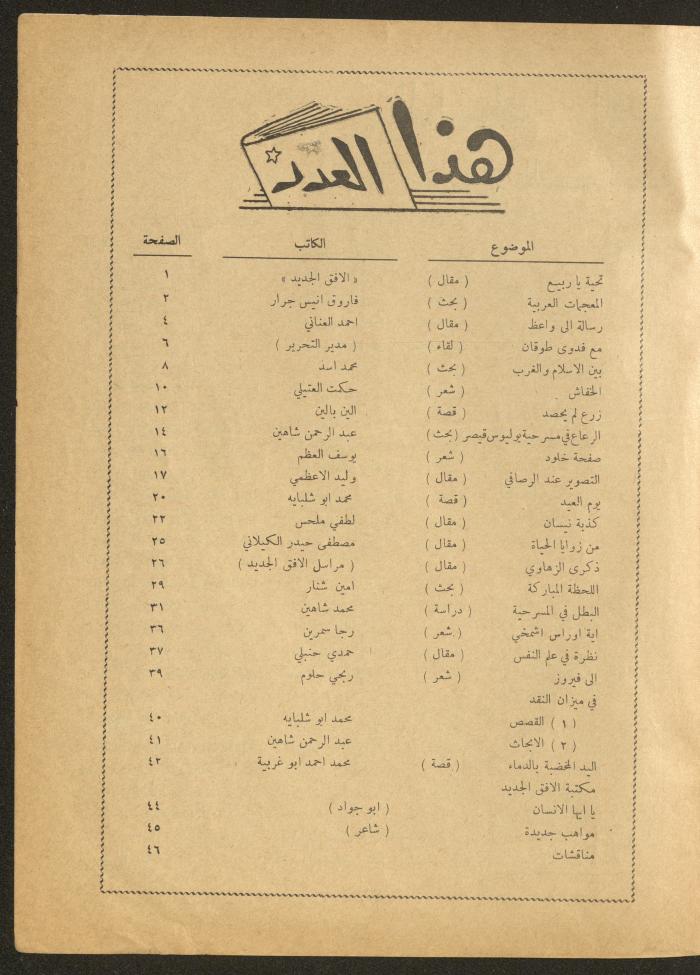 هذا العدد
الموضوع الكاتب الصفحة
تحية يا ربيع ( مقال ) « الافق الجديد » ١
المعجمات العربية ( بحث ) فاروق انيس جرار ٢
رسالة الى واعظ ( مقال ) احمد العناني ٤
مع فدوى طوقان ( لقاء ) ( مدير التحرير ) ٦
بين الاسلام والغرب ( بحث ) محمد اسد ٨
الخفاش ( شعر ) حكت العتيلي ١٠
زرع لم يحصد ( قصة ) الين بالين ١٢
الرعاع في مسرحية يوليوس قيصر (بحث) عبد الرحمن شاهين ١٤
صفحة خلود ( شعر ) يوسف العظم ١٦
التصوير عند الرصافي ( مقال ) وليد الاعظمي ١٧
يوم العيد ( قصة ) محمد ابو شلبايه ٢٠
كذبة نيسان ( مقال ) لطفي ملحس ٢٢
من زوايا الحياة ( مقال ) مصطفى حيدر الكيلاني ٢٥
ذكرى الزهاوي ( مقال ) ( مراسل الافق الجديد ) ٢٦
اللحظة المباركة ( بحث ) امين شنار ٢٩
البطل في المسرحية ( دراسة ) محمد شاهين ٣١
اية اوراس اشمخي ( شعر ) رجا سمرين ٣٦
نظرة في علم النفس ( مقال ) حمدي حنبلي ٣٧
الى فيروز ( شعر ) ربحي حلوم ٣٩
في ميزان النقد
( ١ ) القصص محمد ابو شلبايه ٤٠
( ٢ ) الابحاث عبد الرحمن شاهين ٤١
اليد المخضبة بالدماء ( قصة ) محمد احمد ابو غربية ٤٢
مكتبة الافق الجديد
يا ايها الانسان ( ابو جواد ) ٤٤
مواهب جديدة ( شاعر ) ٤٥
مناقشات ٤٦